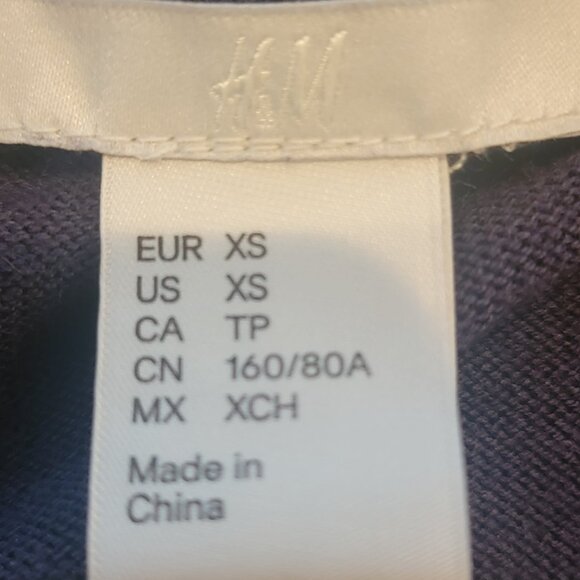 H&M
EUR XS
US XS
CA TP
CN 160/80A
MX XCH
Made in
China